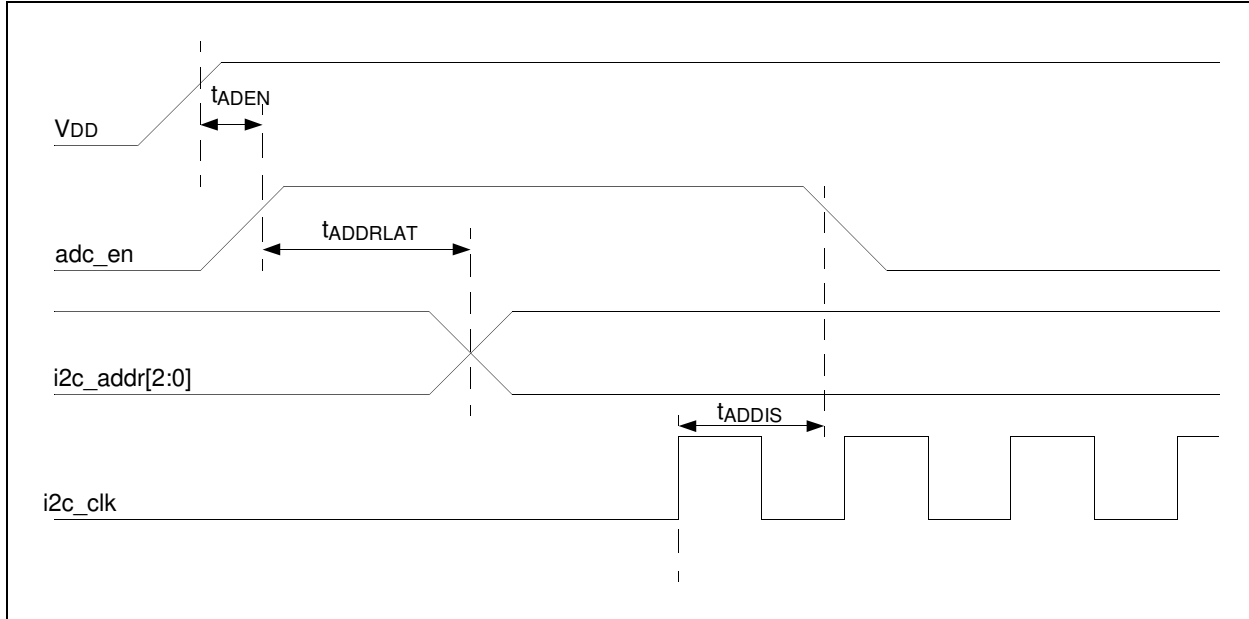 tADEN
VDD
tADDRLAT
adc_en
i2c_addr[2:0]
tADDIS
i2c_clk